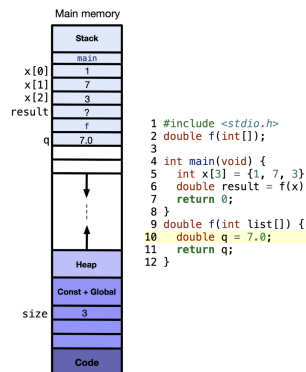 Main memory
Stack
main
x[0] 1
x[1] 7
x[2] 3
result ?
f
q 7.0
Heap
Const + Global
size 3
Code
1 #include <stdio.h>
2 double f(int[]);
3
4 int main(void) {
5 int x[3] = {1, 7, 3}
6 double result = f(x)
7 return 0;
8 }
9 double f(int list[]) {
10 double q = 7.0;
11 return q;
12 }